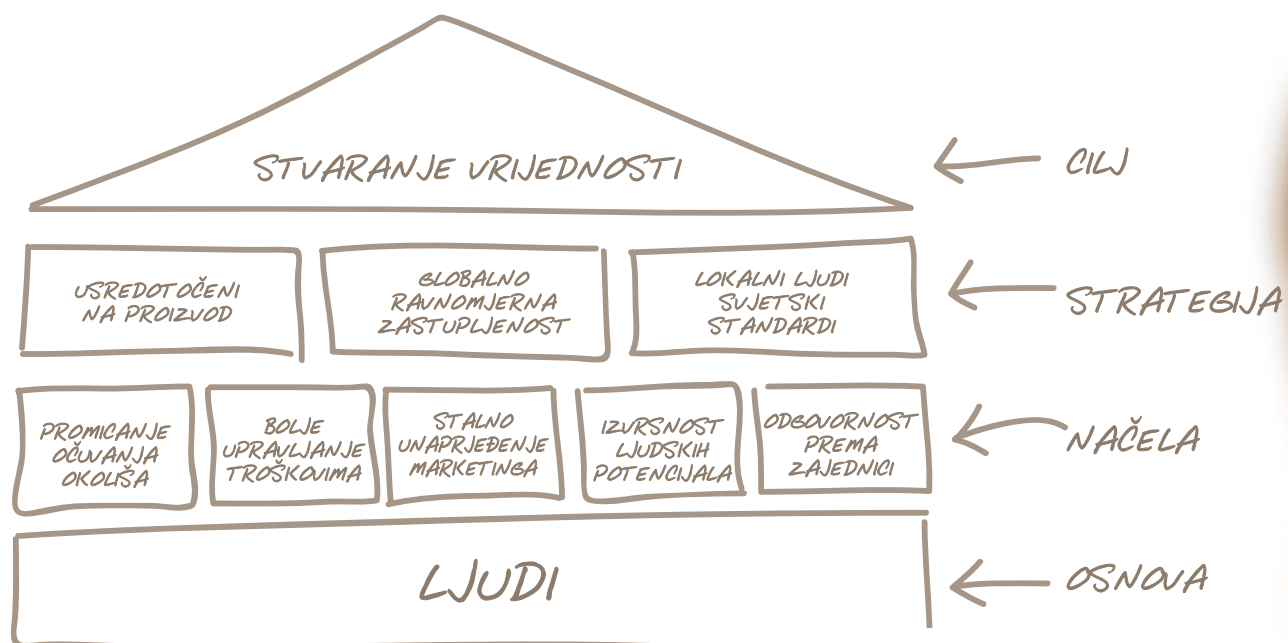 STVARANJE VRIJEDNOSTI
CILJ
USREDOTOČENI
NA PROIZVOD
GLOBALNO
RAVNOMJERNA
ZASTUPLJENOST
LOKALNI LJUDI
SVJETSKI
STANDARDI
STRATEGIJA
PROMICANJE
OČUVANJA
OKOLIŠA
BOLJE
UPRAVLJANJE
TROŠKOVIMA
STALNO
UNAPRJEĐENJE
MARKETINGA
IZVRSNOST
LJUDSKIH
POTENCIJALA
ODGOVORNOST
PREMA
ZAJEDNICI
NAČELA
LJUDI
OSNOVA